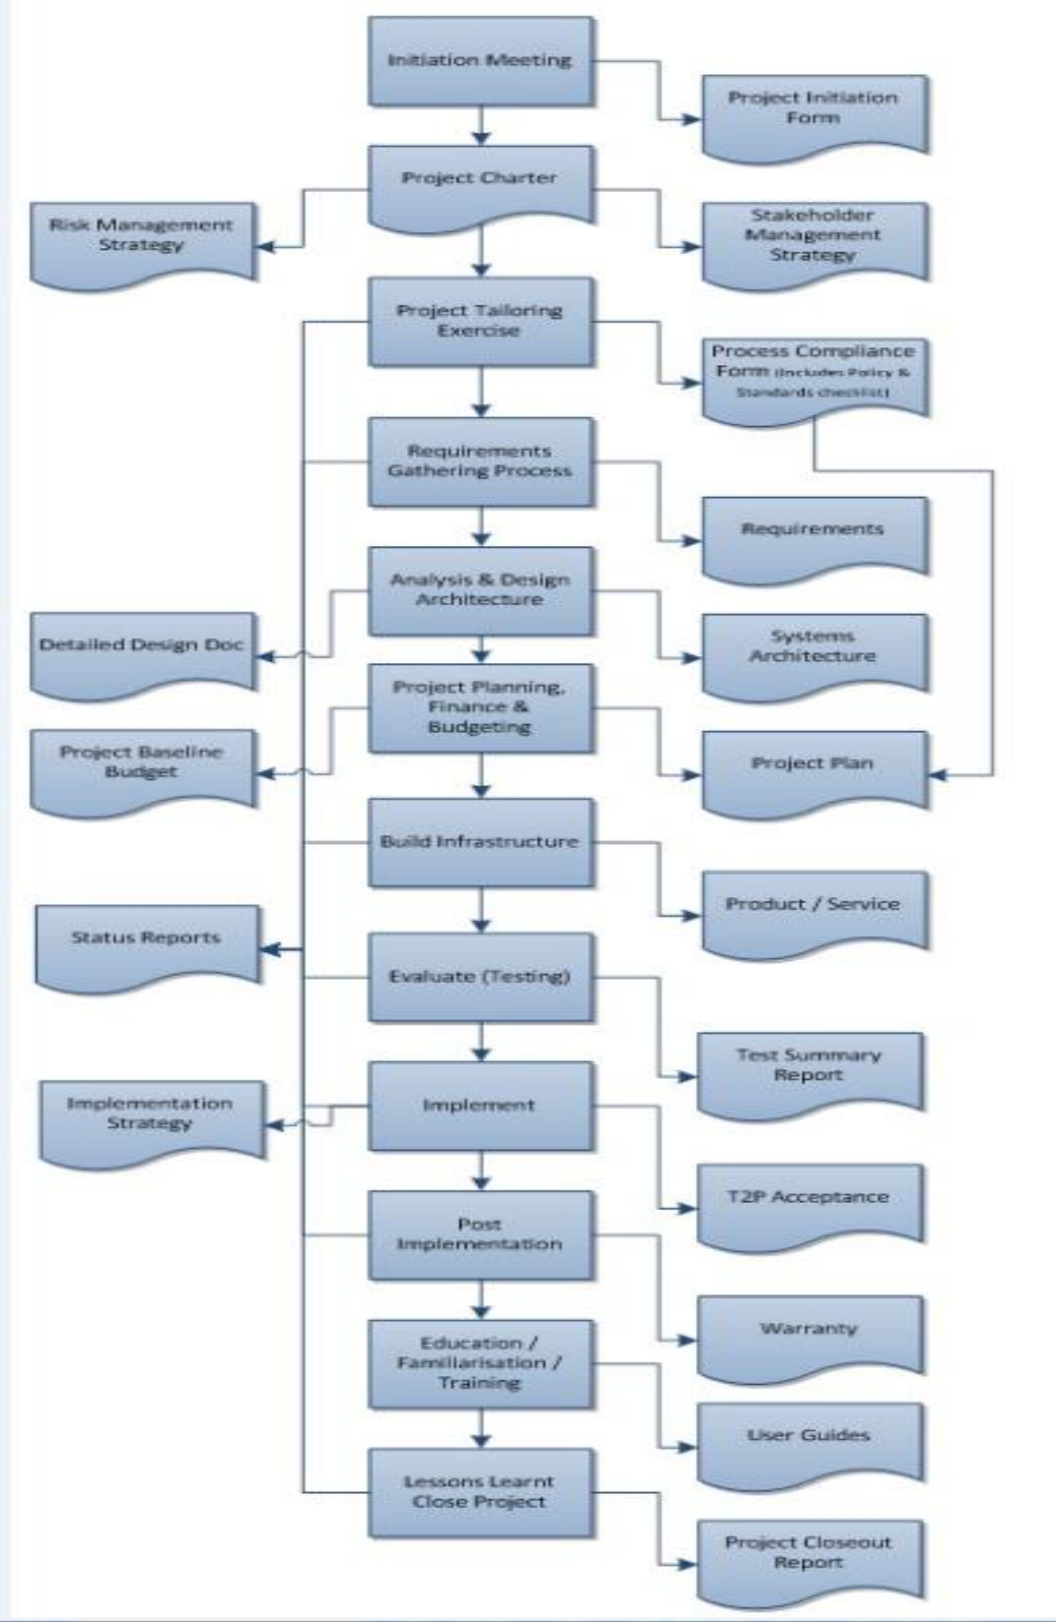 Initiation Meeting
Project Initiation
Form
Project Charter
Risk Management
Strategy
Stakeholder
Management
Strategy
Project Tailoring
Exercise
Process Compliance
Form (Includes Policy &
Standards checklist)
Requirements
Gathering Process
Requirements
Analysis & Design
Architecture
Detailed Design Doc
Systems
Architecture
Project Planning,
Finance &
Budgeting
Project Baseline
Budget
Project Plan
Build Infrastructure
Product / Service
Status Reports
Evaluate (Testing)
Test Summary
Report
Implementation
Strategy
Implement
T2P Acceptance
Post
Implementation
Warranty
Education /
Familiarisation /
Training
User Guides
Lessons Learnt
Close Project
Project Closeout
Report